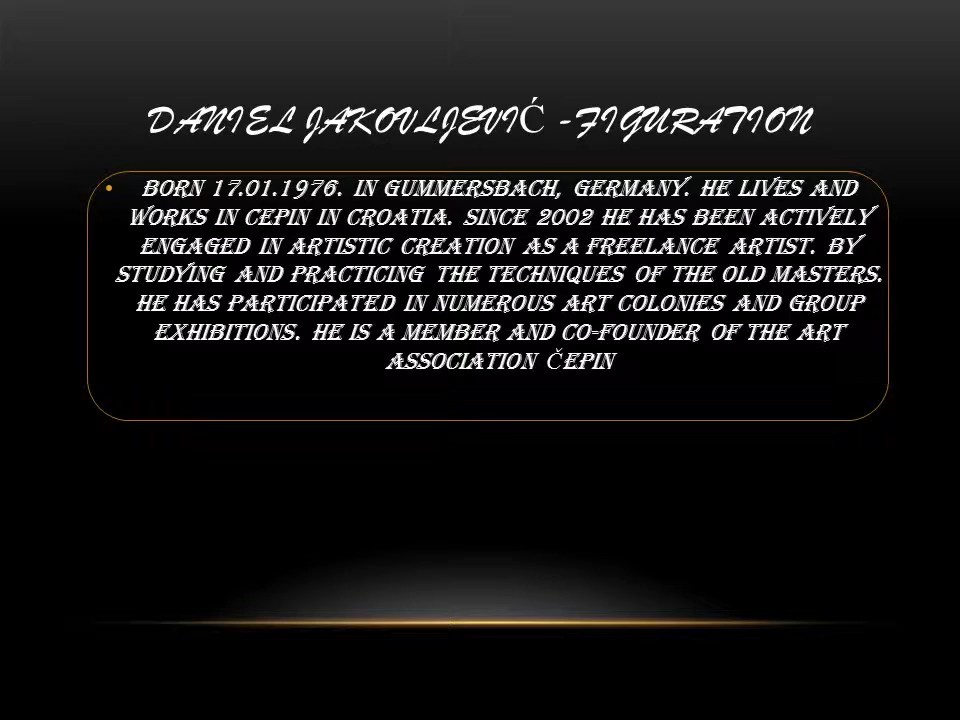 DANIEL JAKOVLJEVIĆ -FIGURATION
• BORN 17.01.1976. IN GUMMERSBACH, GERMANY. HE LIVES AND
WORKS IN CEPIN IN CROATIA. SINCE 2002 HE HAS BEEN ACTIVELY
ENGAGED IN ARTISTIC CREATION AS A FREELANCE ARTIST. BY
STUDYING AND PRACTICING THE TECHNIQUES OF THE OLD MASTERS.
HE HAS PARTICIPATED IN NUMEROUS ART COLONIES AND GROUP
EXHIBITIONS. HE IS A MEMBER AND CO-FOUNDER OF THE ART
ASSOCIATION ČEPIN